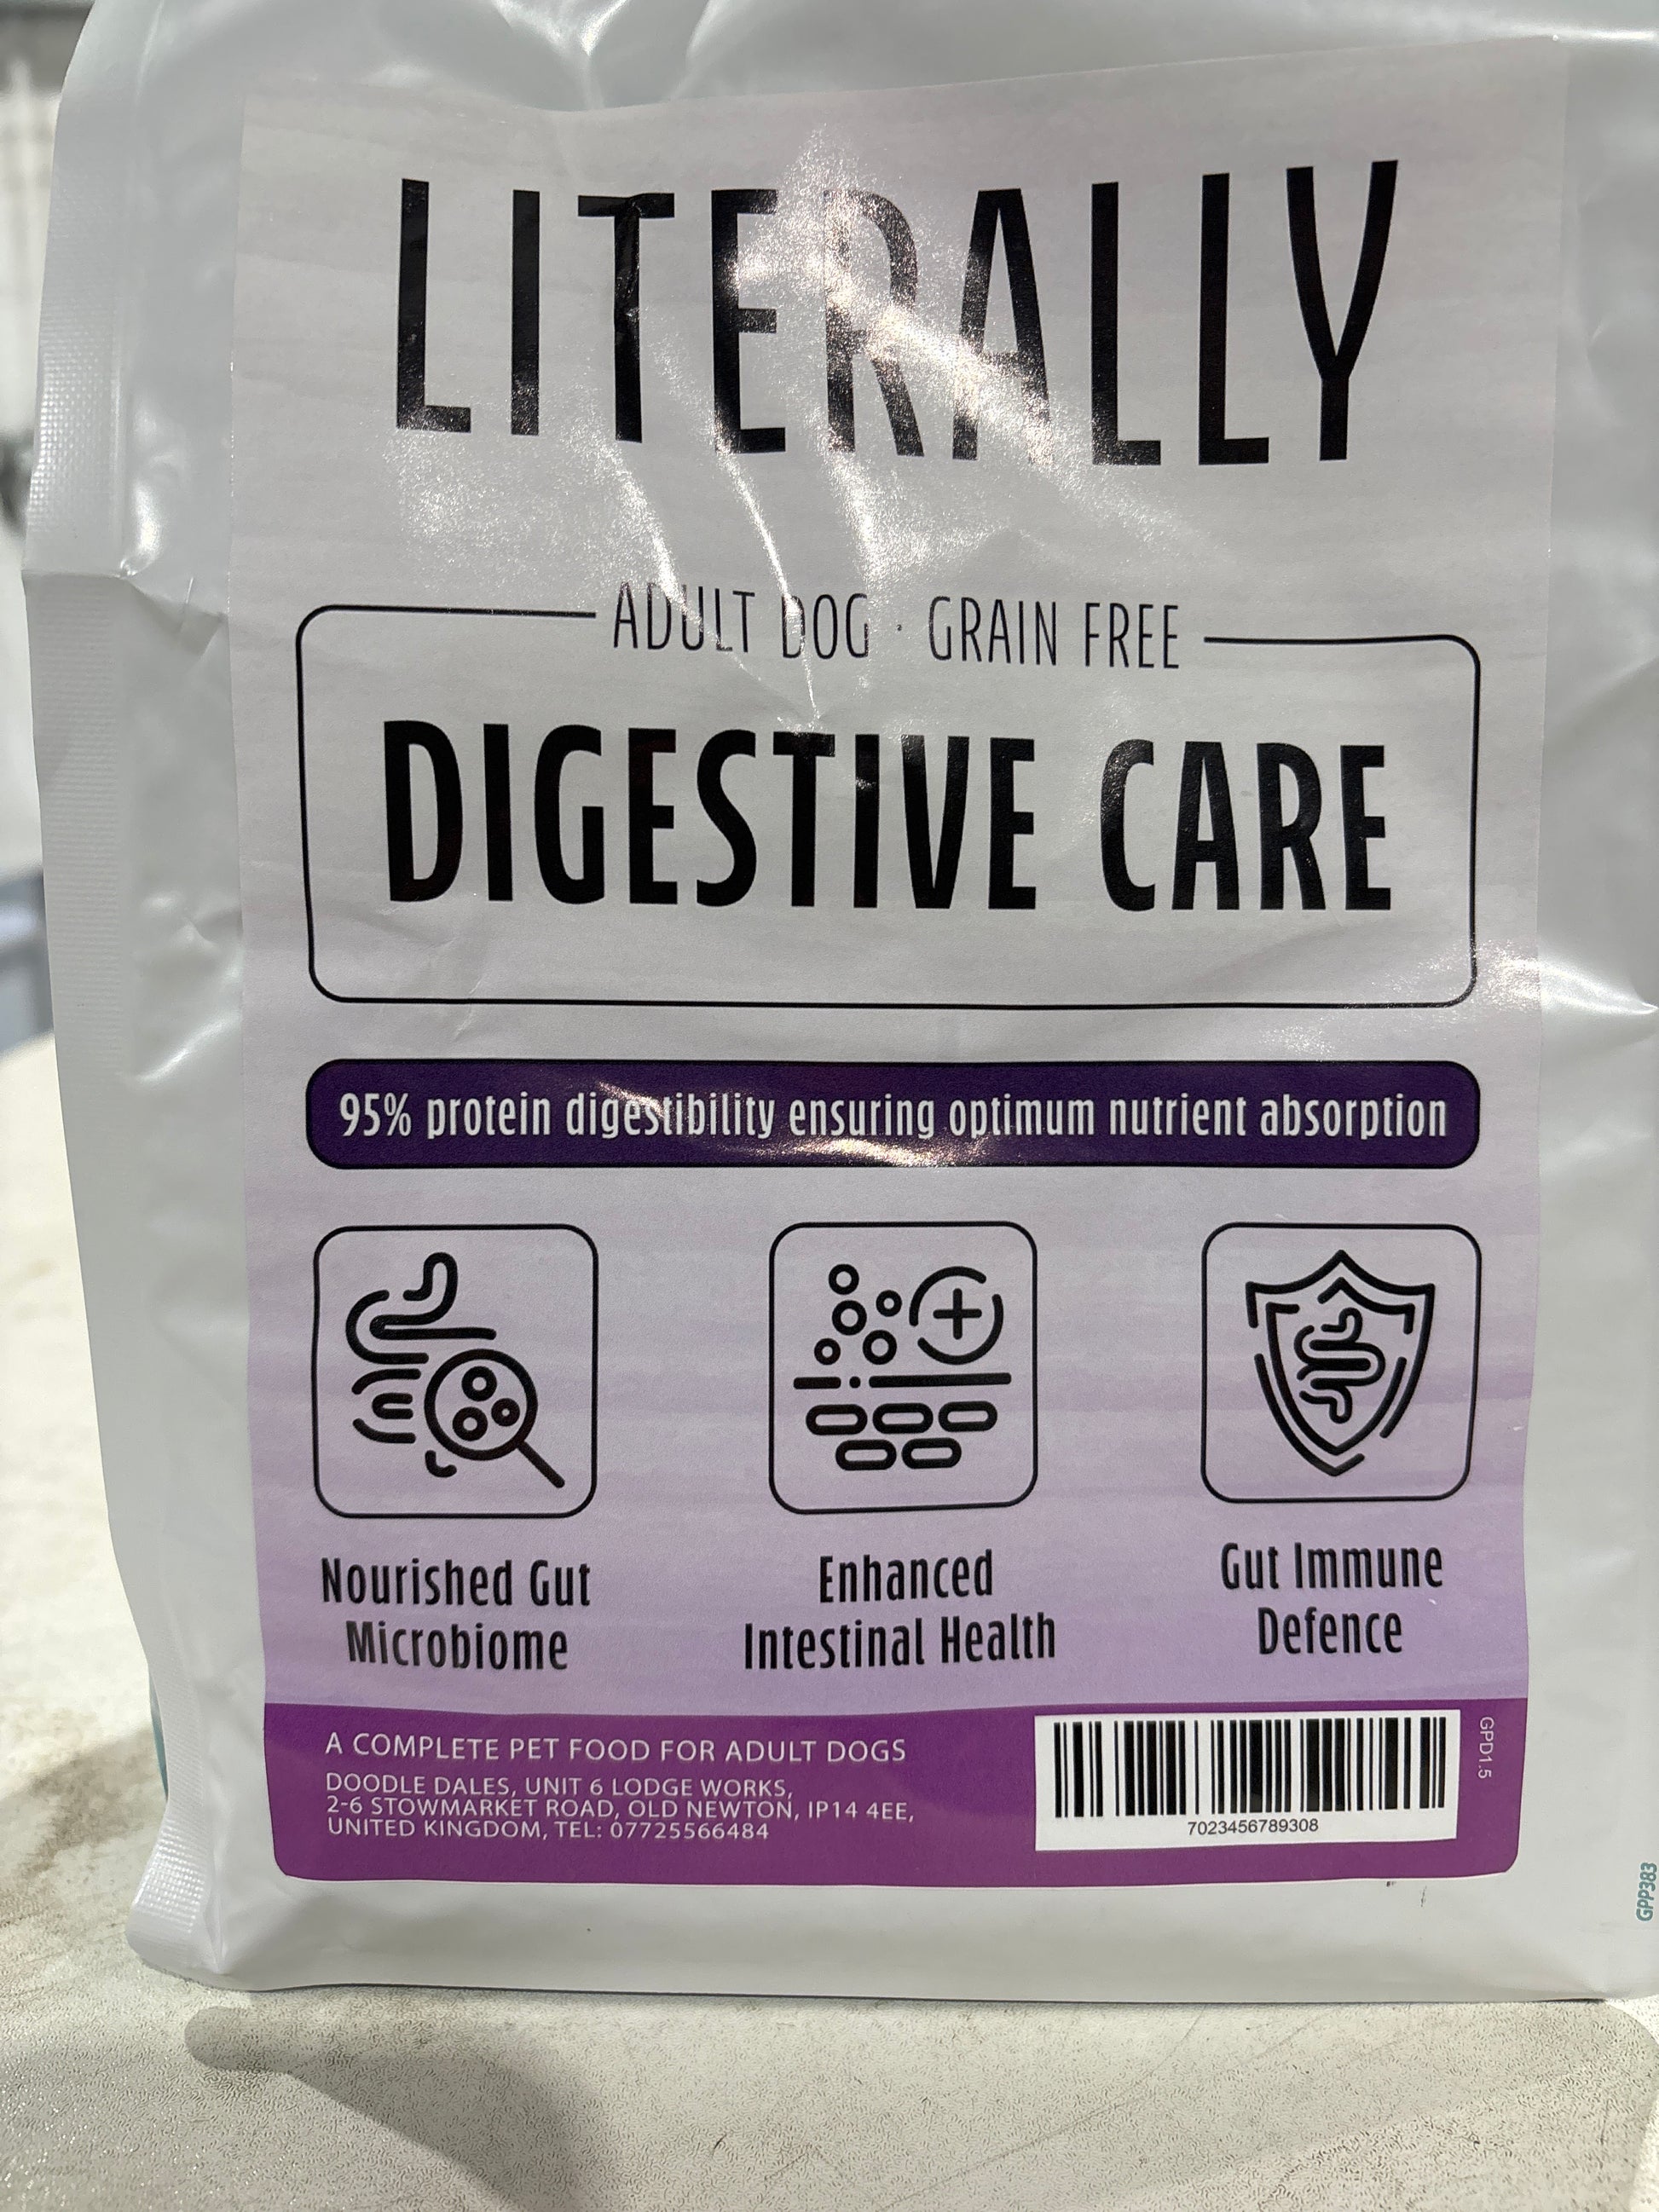 LITERALLY
ADULT DOG · GRAIN FREE
DIGESTIVE CARE
95% protein digestibility ensuring optimum nutrient absorption
Nourished Gut
Microbiome
Enhanced
Intestinal Health
Gut Immune
Defence
A COMPLETE PET FOOD FOR ADULT DOGS
DOODLE DALES, UNIT 6 LODGE WORKS,
2-6 STOWMARKET ROAD, OLD NEWTON, IP14 4EE,
UNITED KINGDOM, TEL: 07725566484
7023456789308
GPD1.5
GPP383